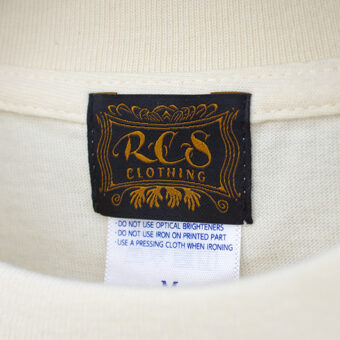 RCS
CLOTHING
· DO NOT USE OPTICAL BRIGHTENERS
· DO NOT USE IRON ON PRINTED PART
· USE A PRESSING CLOTH WHEN IRONING